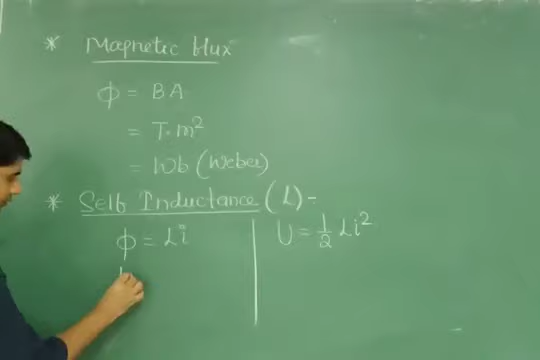 * Magnetic flux
φ = BA
= T·m²
= Wb (Weber)
* Self Inductance (L) -
φ = Li
U = 1/2 Li²